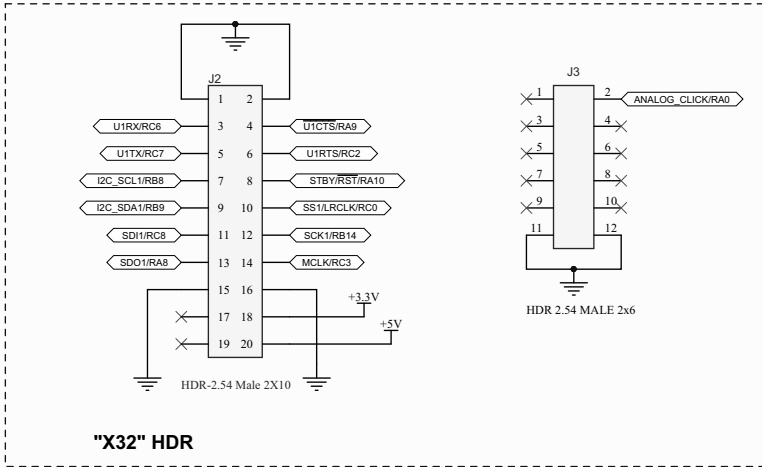 J2
1 2
U1RX/RC6 3 4 U1CTS/RA9
U1TX/RC7 5 6 U1RTS/RC2
I2C_SCL1/RB8 7 8 STBY/RST/RA10
I2C_SDA1/RB9 9 10 SS1/LRCLK/RC0
SDI1/RC8 11 12 SCK1/RB14
SDO1/RA8 13 14 MCLK/RC3
15 16
+3.3V
17 18
+5V
19 20
HDR-2.54 Male 2X10
J3
1 2 ANALOG_CLICK/RA0
3 4
5 6
7 8
9 10
11 12
HDR 2.54 MALE 2x6
"X32" HDR